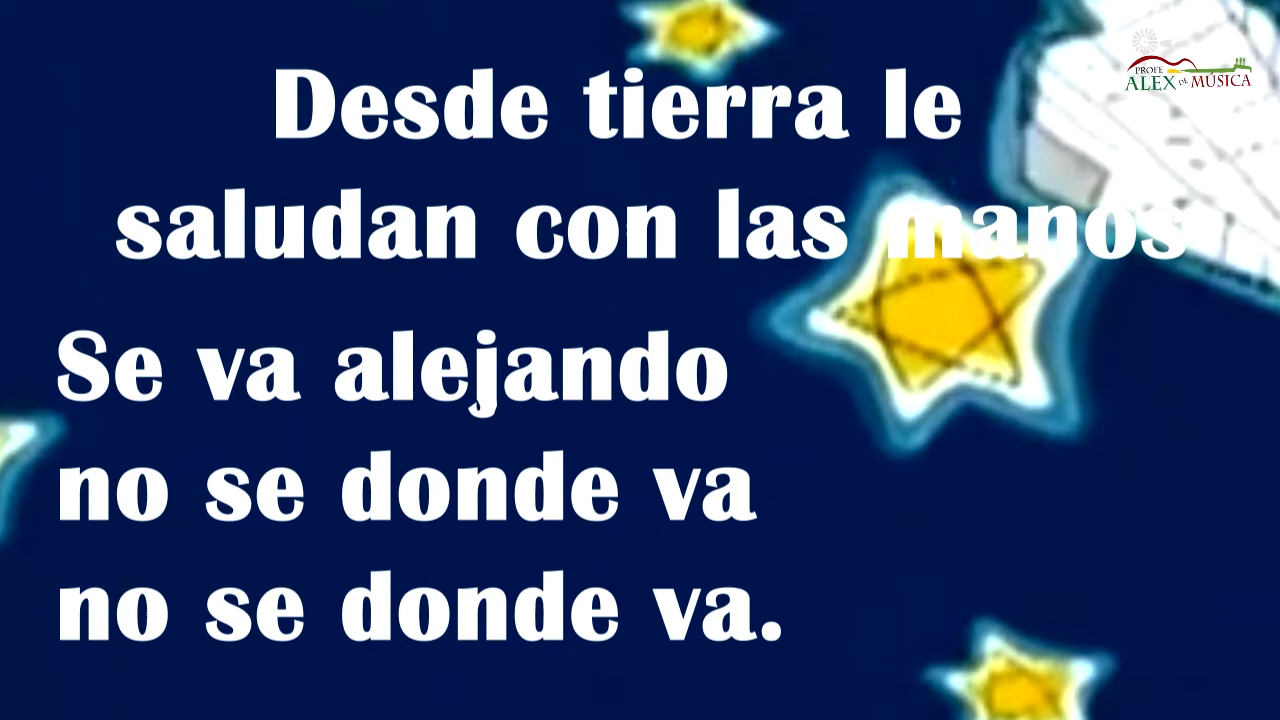 PROFE
ALEX DE MÚSICA
Desde tierra le
saludan con las manos
Se va alejando
no se donde va
no se donde va.